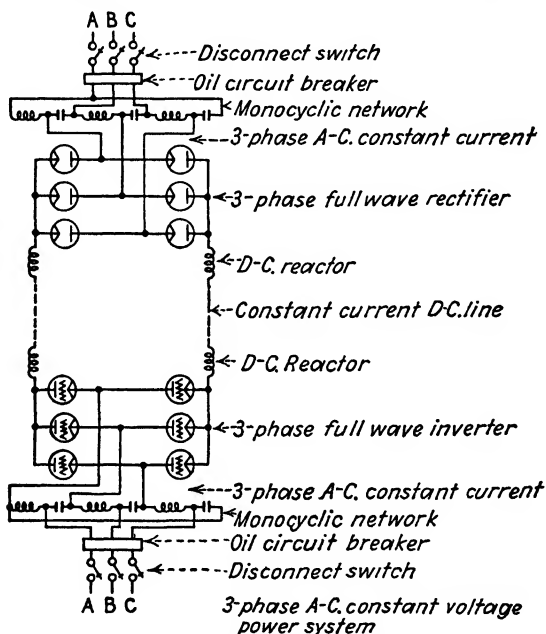 A B C
Disconnect switch
Oil circuit breaker
Monocyclic network
3-phase A-C. constant current
3-phase full wave rectifier
D-C. reactor
Constant current D-C. line
D-C. Reactor
3-phase full wave inverter
3-phase A-C. constant current
Monocyclic network
Oil circuit breaker
Disconnect switch
A B C
3-phase A-C. constant voltage
power system